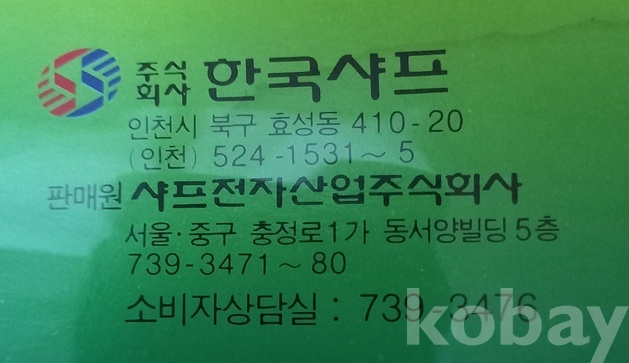 주식회사 한국샤프
인천시 북구 효성동 410-20
(인천) 524-1531~5
판매원 샤프전자산업주식회사
서울·중구 충정로1가 동서양빌딩 5층
739-3471~80
소비자상담실 : 739-3476
kobay